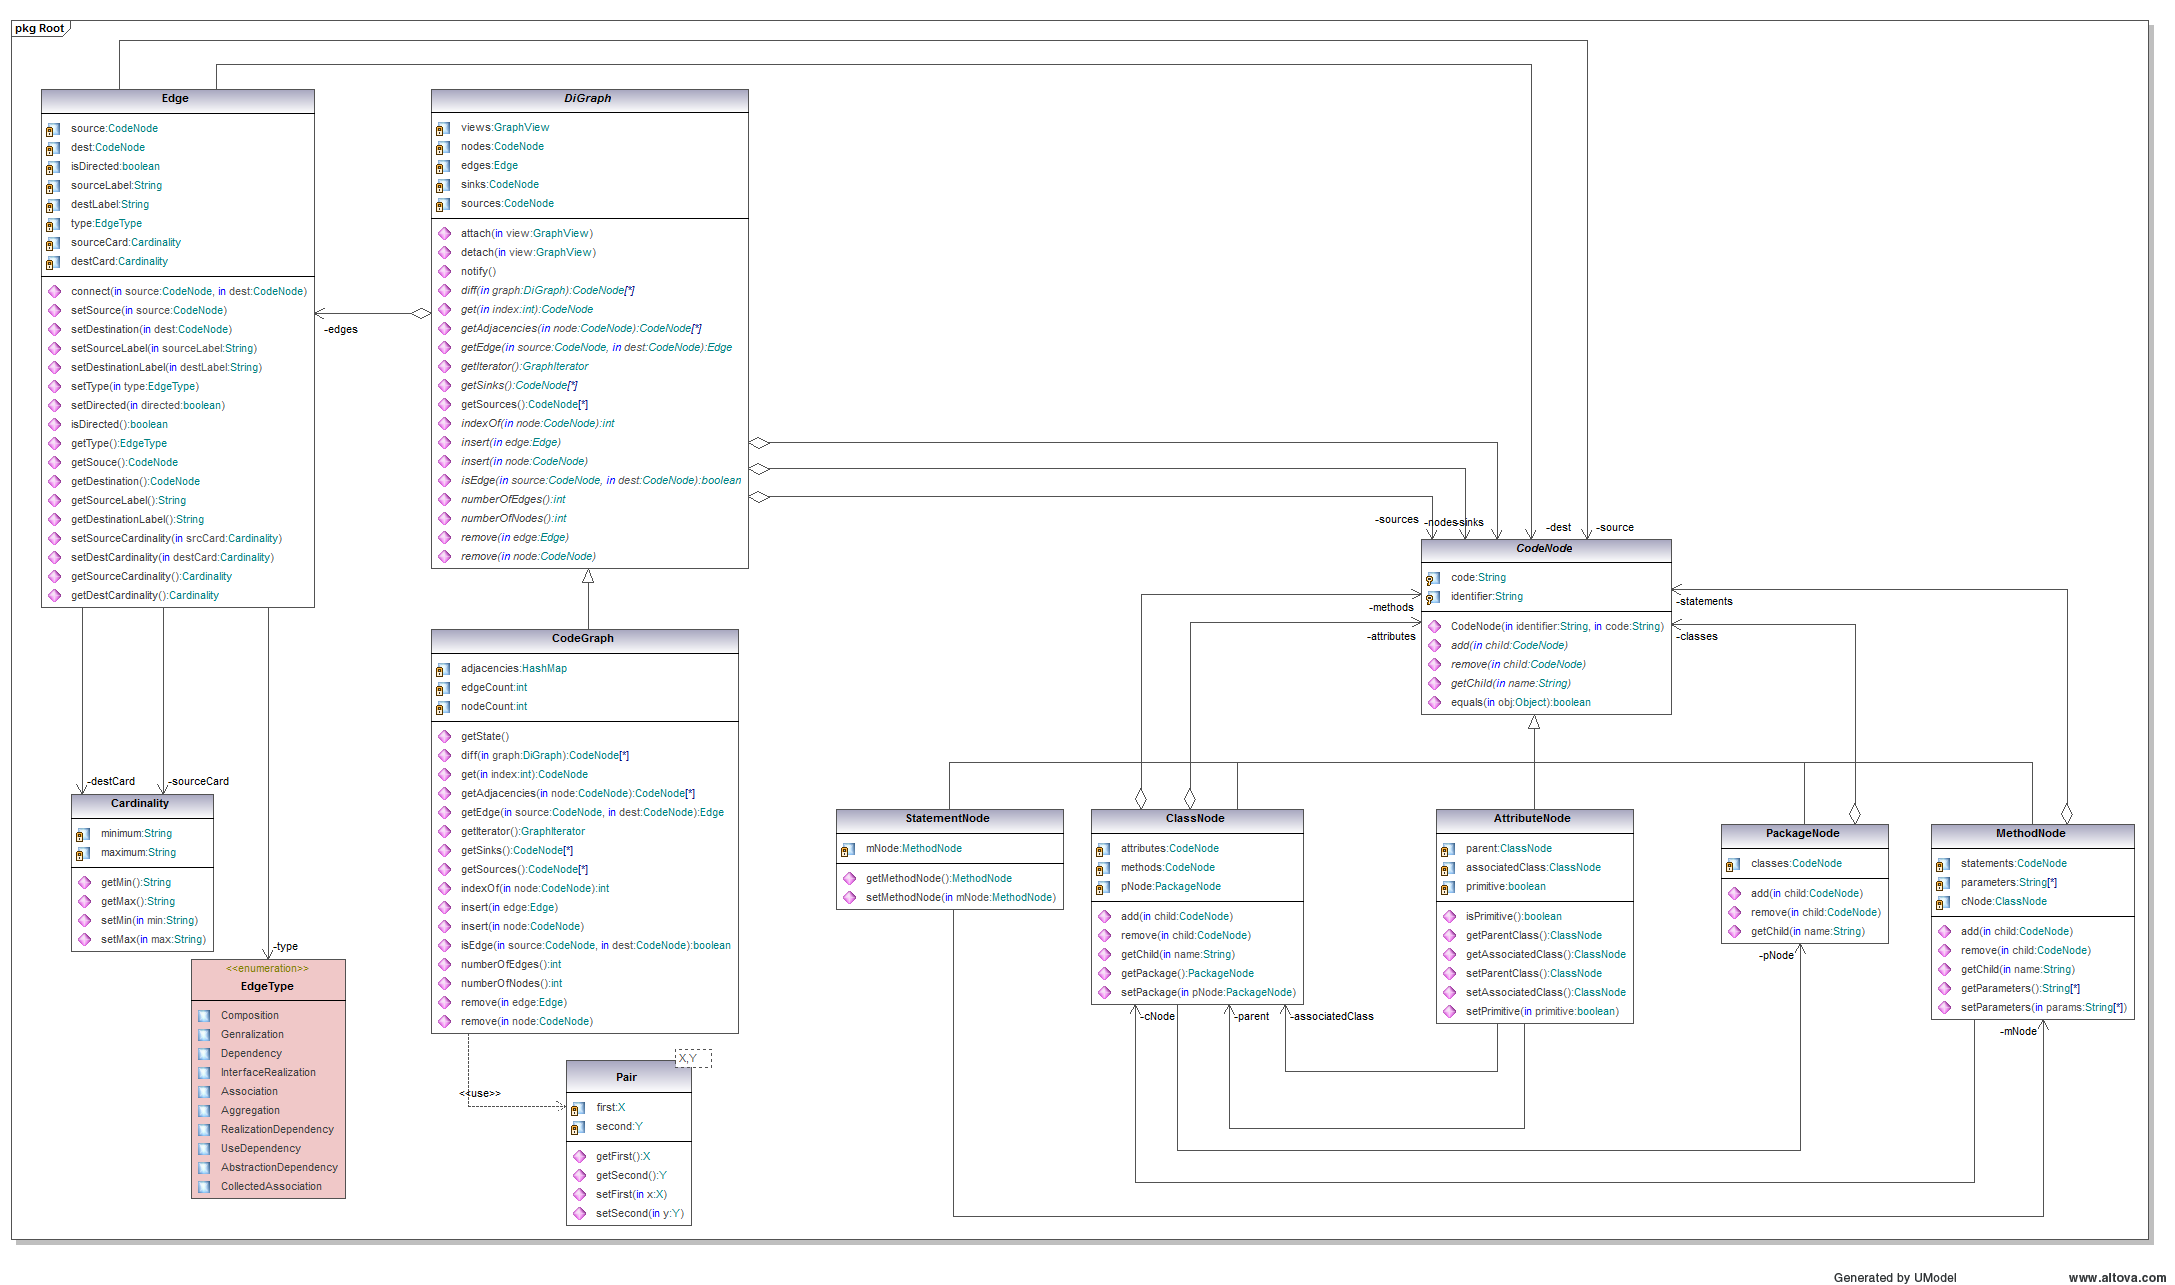 pkg Root
Edge
source:CodeNode
dest:CodeNode
isDirected:boolean
sourceLabel:String
destLabel:String
type:EdgeType
sourceCard:Cardinality
destCard:Cardinality
connect(in source:CodeNode, in dest:CodeNode)
setSource(in source:CodeNode)
setDestination(in dest:CodeNode)
setSourceLabel(in sourceLabel:String)
setDestinationLabel(in destLabel:String)
setType(in type:EdgeType)
setDirected(in directed:boolean)
isDirected():boolean
getType():EdgeType
getSouce():CodeNode
getDestination():CodeNode
getSourceLabel():String
getDestinationLabel():String
setSourceCardinality(in srcCard:Cardinality)
setDestCardinality(in destCard:Cardinality)
getSourceCardinality():Cardinality
getDestCardinality():Cardinality
-edges
DiGraph
views:GraphView
nodes:CodeNode
edges:Edge
sinks:CodeNode
sources:CodeNode
attach(in view:GraphView)
detach(in view:GraphView)
notify()
diff(in graph:DiGraph):CodeNode[*]
get(in index:int):CodeNode
getAdjacencies(in node:CodeNode):CodeNode[*]
getEdge(in source:CodeNode, in dest:CodeNode):Edge
getIterator():GraphIterator
getSinks():CodeNode[*]
getSources():CodeNode[*]
indexOf(in node:CodeNode):int
insert(in edge:Edge)
insert(in node:CodeNode)
isEdge(in source:CodeNode, in dest:CodeNode):boolean
numberOfEdges():int
numberOfNodes():int
remove(in edge:Edge)
remove(in node:CodeNode)
-sources
-nodes
-sinks
-dest
-source
CodeNode
code:String
identifier:String
CodeNode(in identifier:String, in code:String)
add(in child:CodeNode)
remove(in child:CodeNode)
getChild(in name:String)
equals(in obj:Object):boolean
-methods
-attributes
-statements
-classes
CodeGraph
adjacencies:HashMap
edgeCount:int
nodeCount:int
getState()
diff(in graph:DiGraph):CodeNode[*]
get(in index:int):CodeNode
getAdjacencies(in node:CodeNode):CodeNode[*]
getEdge(in source:CodeNode, in dest:CodeNode):Edge
getIterator():GraphIterator
getSinks():CodeNode[*]
getSources():CodeNode[*]
indexOf(in node:CodeNode):int
insert(in edge:Edge)
insert(in node:CodeNode)
isEdge(in source:CodeNode, in dest:CodeNode):boolean
numberOfEdges():int
numberOfNodes():int
remove(in edge:Edge)
remove(in node:CodeNode)
-destCard
-sourceCard
Cardinality
minimum:String
maximum:String
getMin():String
getMax():String
setMin(in min:String)
setMax(in max:String)
-type
<<enumeration>>
EdgeType
Composition
Genralization
Dependency
InterfaceRealization
Association
Aggregation
RealizationDependency
UseDependency
AbstractionDependency
CollectedAssociation
<<use>>
X,Y
Pair
first:X
second:Y
getFirst():X
getSecond():Y
setFirst(in x:X)
setSecond(in y:Y)
StatementNode
mNode:MethodNode
getMethodNode():MethodNode
setMethodNode(in mNode:MethodNode)
ClassNode
attributes:CodeNode
methods:CodeNode
pNode:PackageNode
add(in child:CodeNode)
remove(in child:CodeNode)
getChild(in name:String)
getPackage():PackageNode
setPackage(in pNode:PackageNode)
-cNode
-parent
-associatedClass
AttributeNode
parent:ClassNode
associatedClass:ClassNode
primitive:boolean
isPrimitive():boolean
getParentClass():ClassNode
getAssociatedClass():ClassNode
setParentClass():ClassNode
setAssociatedClass():ClassNode
setPrimitive(in primitive:boolean)
PackageNode
classes:CodeNode
add(in child:CodeNode)
remove(in child:CodeNode)
getChild(in name:String)
-pNode
MethodNode
statements:CodeNode
parameters:String[*]
cNode:ClassNode
add(in child:CodeNode)
remove(in child:CodeNode)
getChild(in name:String)
getParameters():String[*]
setParameters(in params:String[*])
-mNode
Generated by UModel
www.altova.com